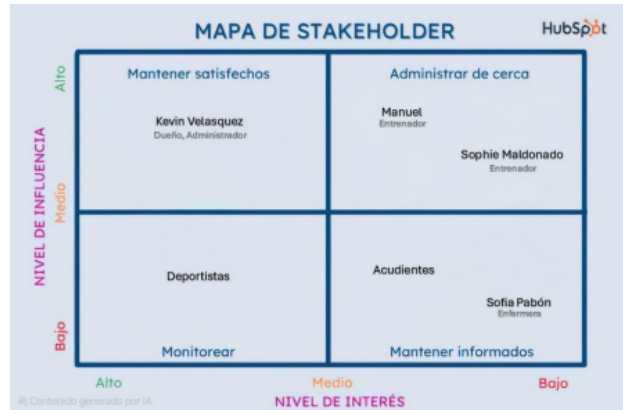 MAPA DE STAKEHOLDER
HubSpot
NIVEL DE INFLUENCIA
Alto
Medio
Bajo
Mantener satisfechos
Kevin Velasquez
Dueño, Administrador
Administrar de cerca
Manuel
Entrenador
Sophie Maldonado
Entrenador
Deportistas
Monitorear
Acudientes
Sofia Pabón
Enfermera
Mantener informados
Alto
Medio
Bajo
NIVEL DE INTERÉS
Contenido generado por IA